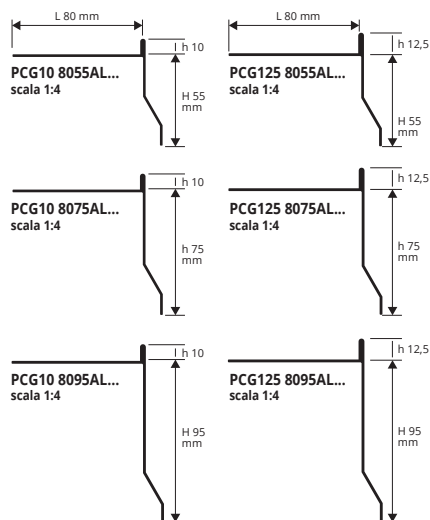 L 80 mm
h 10
PCG10 8055AL...
scala 1:4
H 55
mm
L 80 mm
h 12,5
PCG125 8055AL...
scala 1:4
H 55
mm
h 10
PCG10 8075AL...
scala 1:4
h 75
mm
h 12,5
PCG125 8075AL...
scala 1:4
h 75
mm
h 10
PCG10 8095AL...
scala 1:4
H 95
mm
h 12,5
PCG125 8095AL...
scala 1:4
H 95
mm